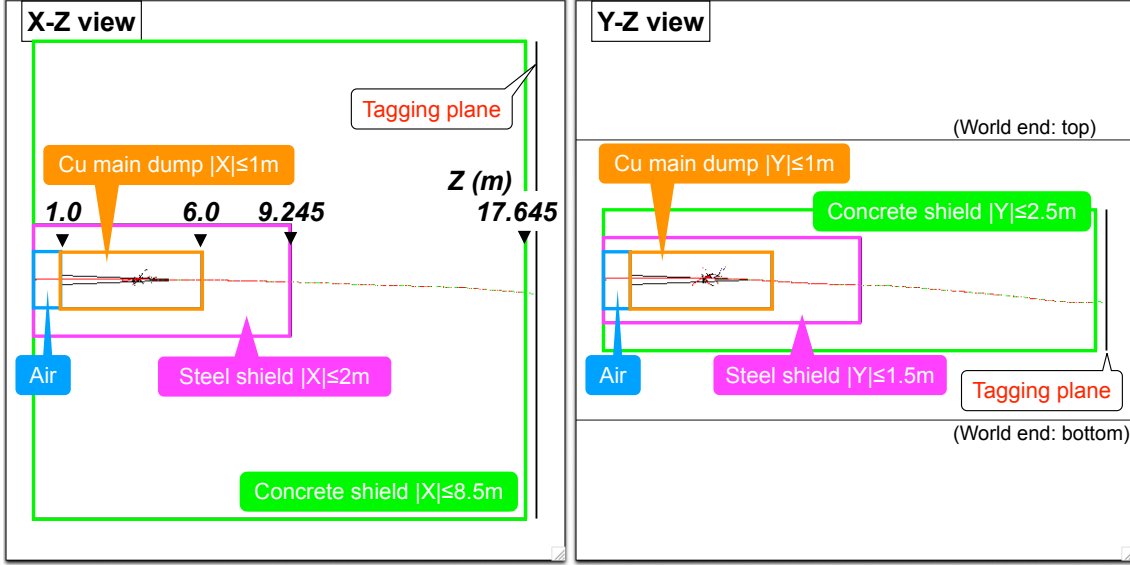 X-Z view
Tagging plane
Cu main dump |X|≤1m
Z (m)
1.0 6.0 9.245 17.645
Air
Steel shield |X|≤2m
Concrete shield |X|≤8.5m
Y-Z view
(World end: top)
Cu main dump |Y|≤1m
Concrete shield |Y|≤2.5m
Air
Steel shield |Y|≤1.5m
Tagging plane
(World end: bottom)